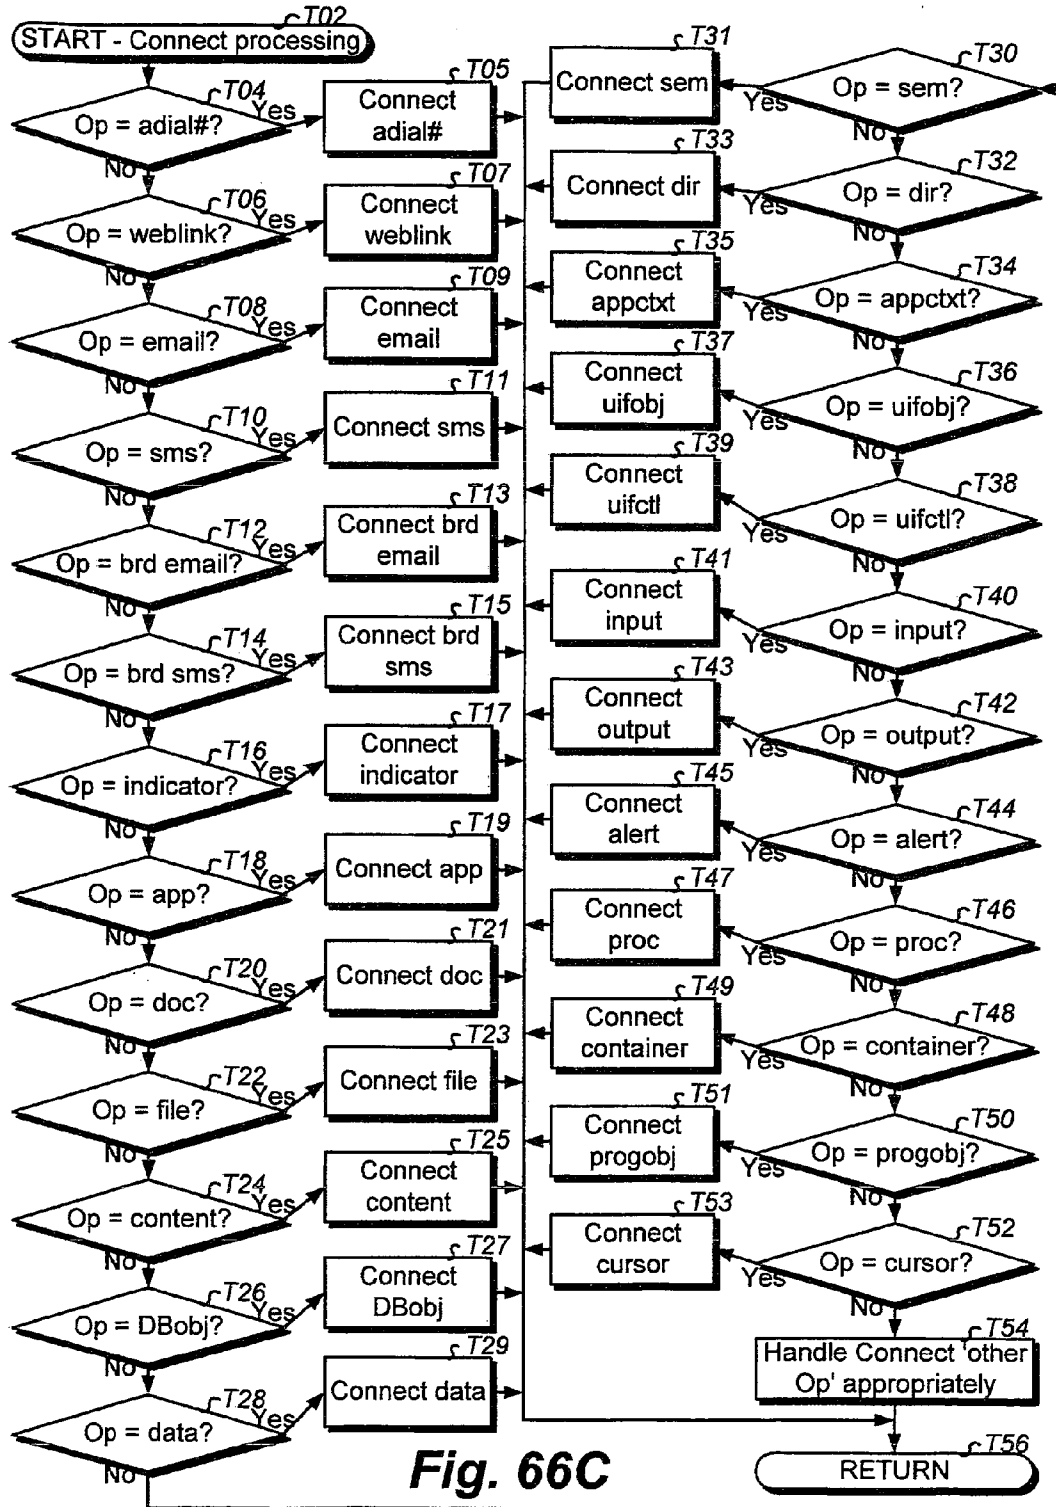 T02
START - Connect processing
T04
Op = adial#?
Yes
No
T05
Connect
adial#
T06
Op = weblink?
Yes
No
T07
Connect
weblink
T08
Op = email?
Yes
No
T09
Connect
email
T10
Op = sms?
Yes
No
T11
Connect sms
T12
Op = brd email?
Yes
No
T13
Connect brd
email
T14
Op = brd sms?
Yes
No
T15
Connect brd
sms
T16
Op = indicator?
Yes
No
T17
Connect
indicator
T18
Op = app?
Yes
No
T19
Connect app
T20
Op = doc?
Yes
No
T21
Connect doc
T22
Op = file?
Yes
No
T23
Connect file
T24
Op = content?
Yes
No
T25
Connect
content
T26
Op = DBobj?
Yes
No
T27
Connect
DBobj
T28
Op = data?
Yes
No
T29
Connect data
T30
Op = sem?
Yes
No
T31
Connect sem
T32
Op = dir?
Yes
No
T33
Connect dir
T34
Op = appctxt?
Yes
No
T35
Connect
appctxt
T36
Op = uifobj?
Yes
No
T37
Connect
uifobj
T38
Op = uifctl?
Yes
No
T39
Connect
uifctl
T40
Op = input?
Yes
No
T41
Connect
input
T42
Op = output?
Yes
No
T43
Connect
output
T44
Op = alert?
Yes
No
T45
Connect
alert
T46
Op = proc?
Yes
No
T47
Connect
proc
T48
Op = container?
Yes
No
T49
Connect
container
T50
Op = progobj?
Yes
No
T51
Connect
progobj
T52
Op = cursor?
Yes
No
T53
Connect
cursor
T54
Handle Connect 'other
Op' appropriately
T56
RETURN
Fig. 66C